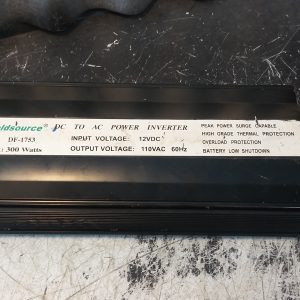 ldsource® DC TO AC POWER INVERTER
DF-1753 INPUT VOLTAGE: 12VDC
: 300 Watts OUTPUT VOLTAGE: 110VAC 60Hz
PEAK POWER SURGE CAPABLE
HIGH GRADE THERMAL PROTECTION
OVERLOAD PROTECTION
BATTERY LOW SHUTDOWN